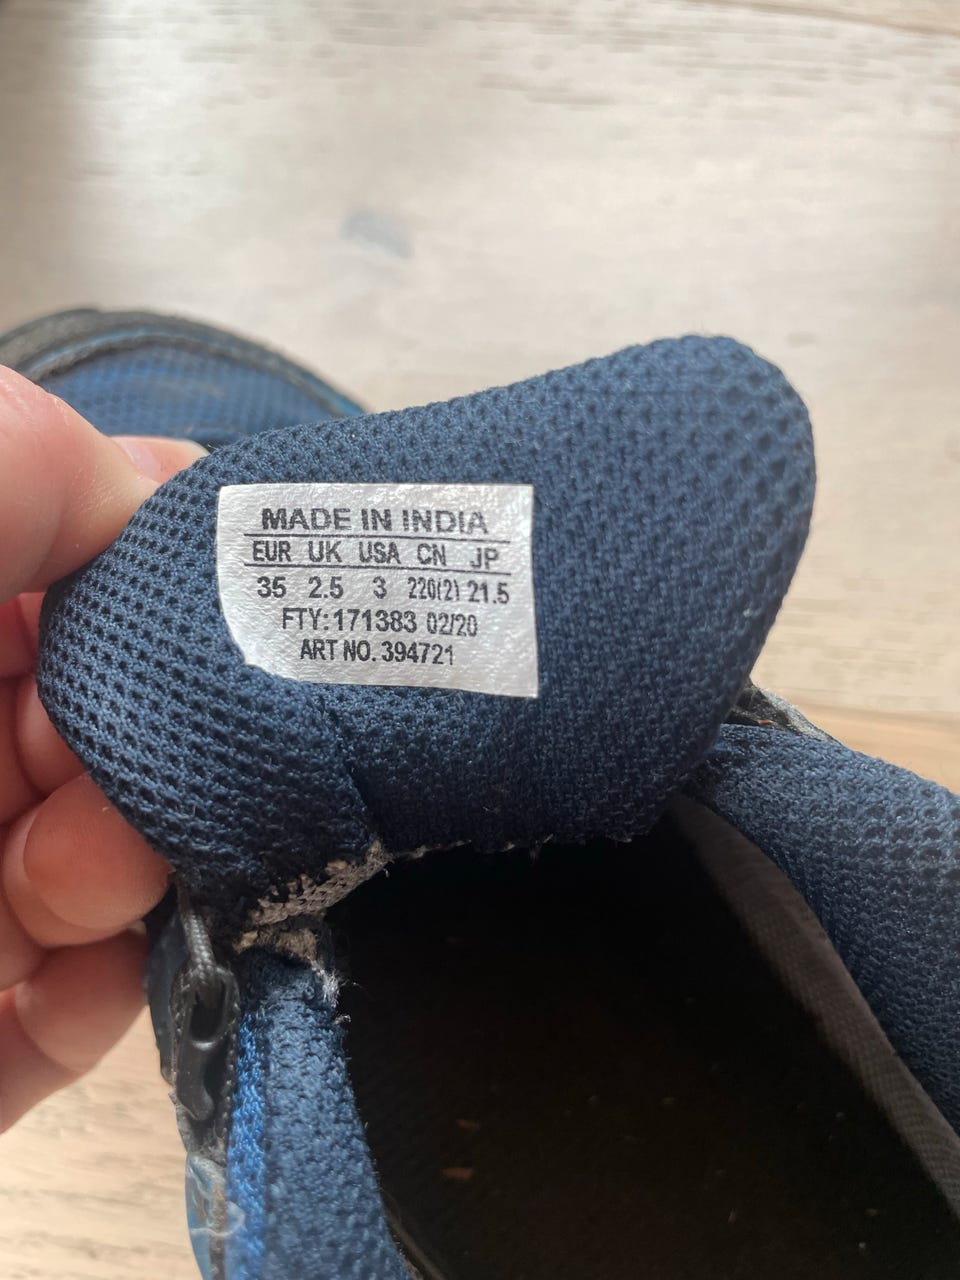 MADE IN INDIA
EUR UK USA CN JP
35 2.5 3 220(2) 21.5
FTY:171383 02/20
ART NO. 394721